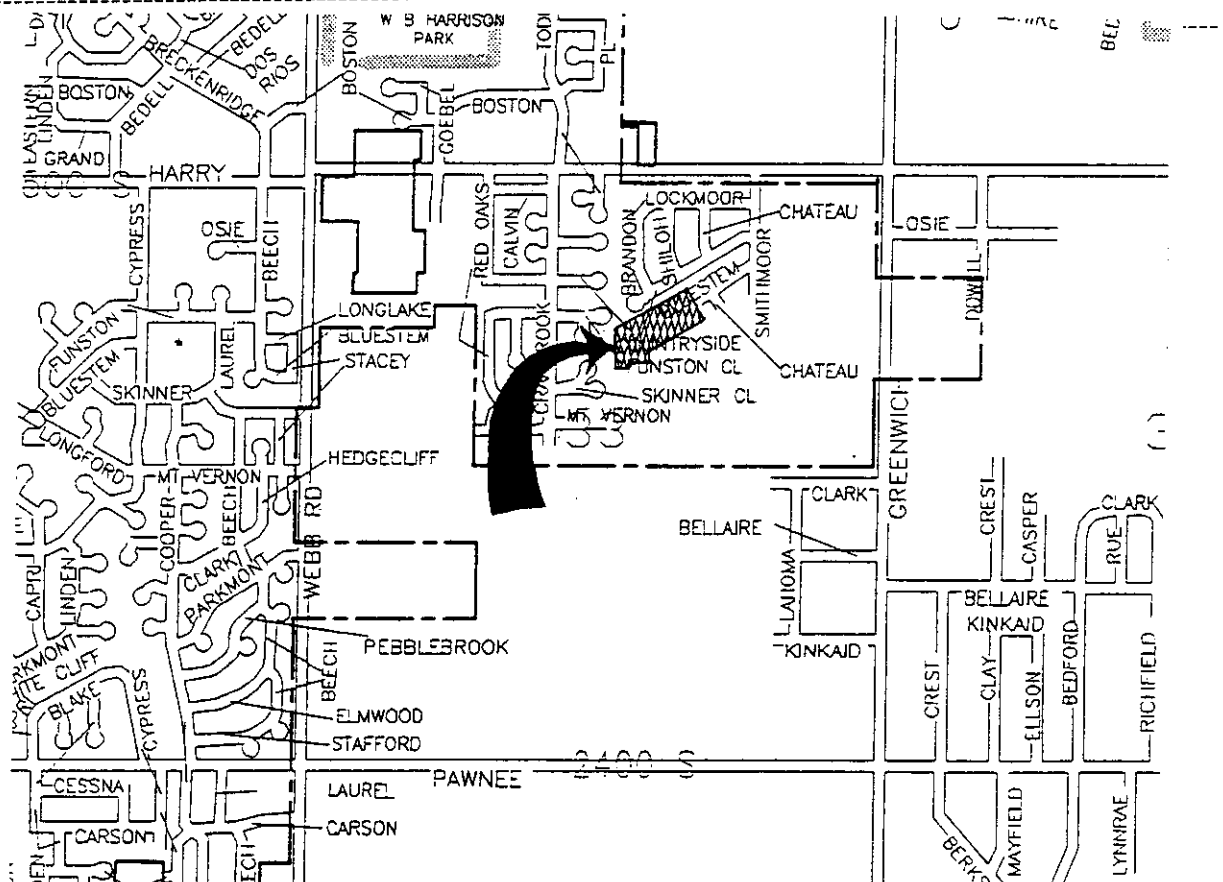 W B HARRISON
PARK
BEDELL
BRECKENRIDGE
DOS
RIOS
BOSTON
BOSTON
GOEBEL
BOSTON
PL
EASTERN
LINDEN
BEDELL
GRAND
HARRY
LOCKMOOR
CHATEAU
OSIE
OSIE
CYPRESS
BEECH
RED OAKS
CALVIN
BRANDON
SHILOH
SMITHMOOR
LONGLAKE
BLUESTEM
STACEY
FUNSTON
BLUESTEM
LAUREL
SKINNER
CHATEAU
SKINNER CL
MT VERNON
LONGFORD
MT VERNON
HEDGECLIFF
GREENWICH
CLARK
BELLAIRE
CREST
CASPER
CLARK
RUE
COOPER
BEECH
WEBB RD
CLARK
PARKMONT
CAPRI
LINDEN
LAHOMA
BELLAIRE
KINKAID
KINKAID
PEBBLEBROOK
BEECH
CLIFF
BLAKE
CYPRESS
ELMWOOD
STAFFORD
CREST
CLAY
ELLSON
BEDFORD
RICHFIELD
PAWNEE
CESSNA
LAUREL
CARSON
CARSON
MAYFIELD
LYNNRAE